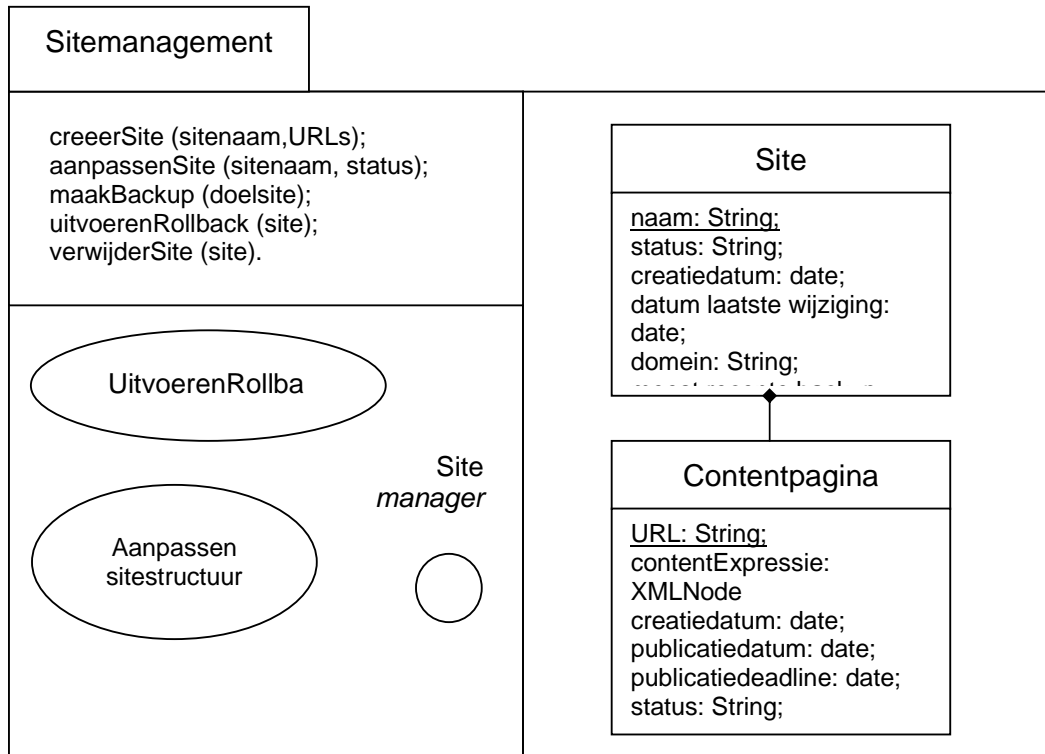 Sitemanagement
creeerSite (sitenaam,URLs);
aanpassenSite (sitenaam, status);
maakBackup (doelsite);
uitvoerenRollback (site);
verwijderSite (site).
UitvoerenRollba
Aanpassen
sitestructuur
Site
manager
Site
naam: String;
status: String;
creatiedatum: date;
datum laatste wijziging:
date;
domein: String;
Contentpagina
URL: String;
contentExpressie:
XMLNode
creatiedatum: date;
publicatiedatum: date;
publicatiedeadline: date;
status: String;